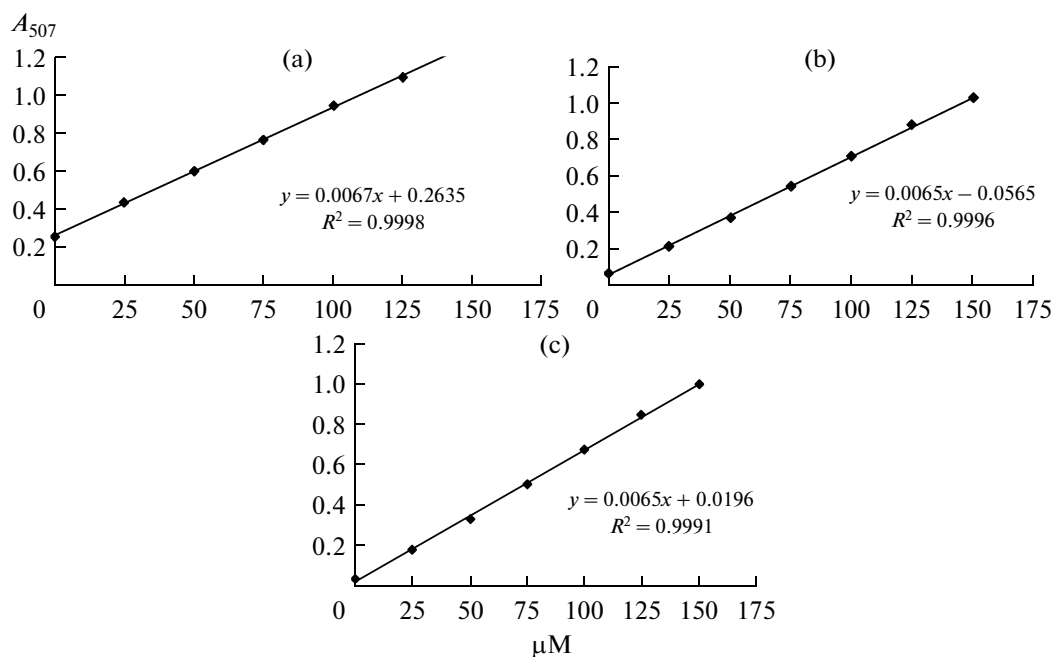 A507
(a)
1.2
1.0
0.8
0.6
0.4
0.2
y = 0.0067x + 0.2635
R² = 0.9998
0 25 50 75 100 125 150 175
(b)
1.2
1.0
0.8
0.6
0.4
0.2
y = 0.0065x − 0.0565
R² = 0.9996
0 25 50 75 100 125 150 175
(c)
1.2
1.0
0.8
0.6
0.4
0.2
y = 0.0065x + 0.0196
R² = 0.9991
0 25 50 75 100 125 150 175
μM